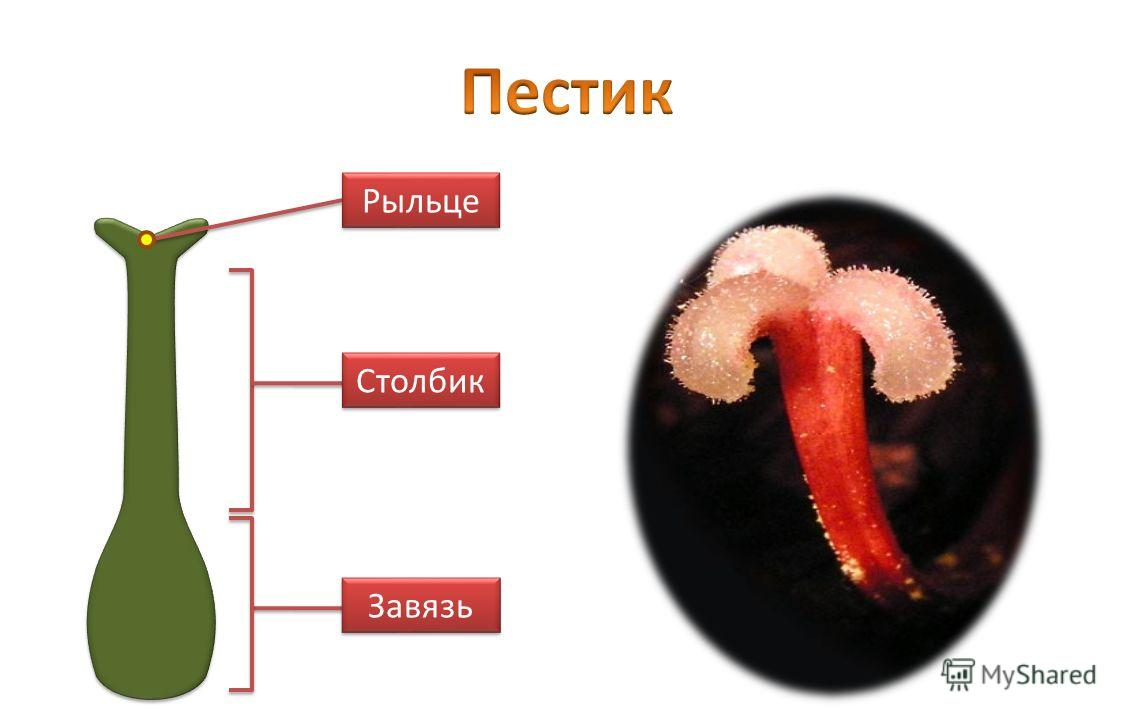 Пестик
Рыльце
Столбик
Завязь
MyShared